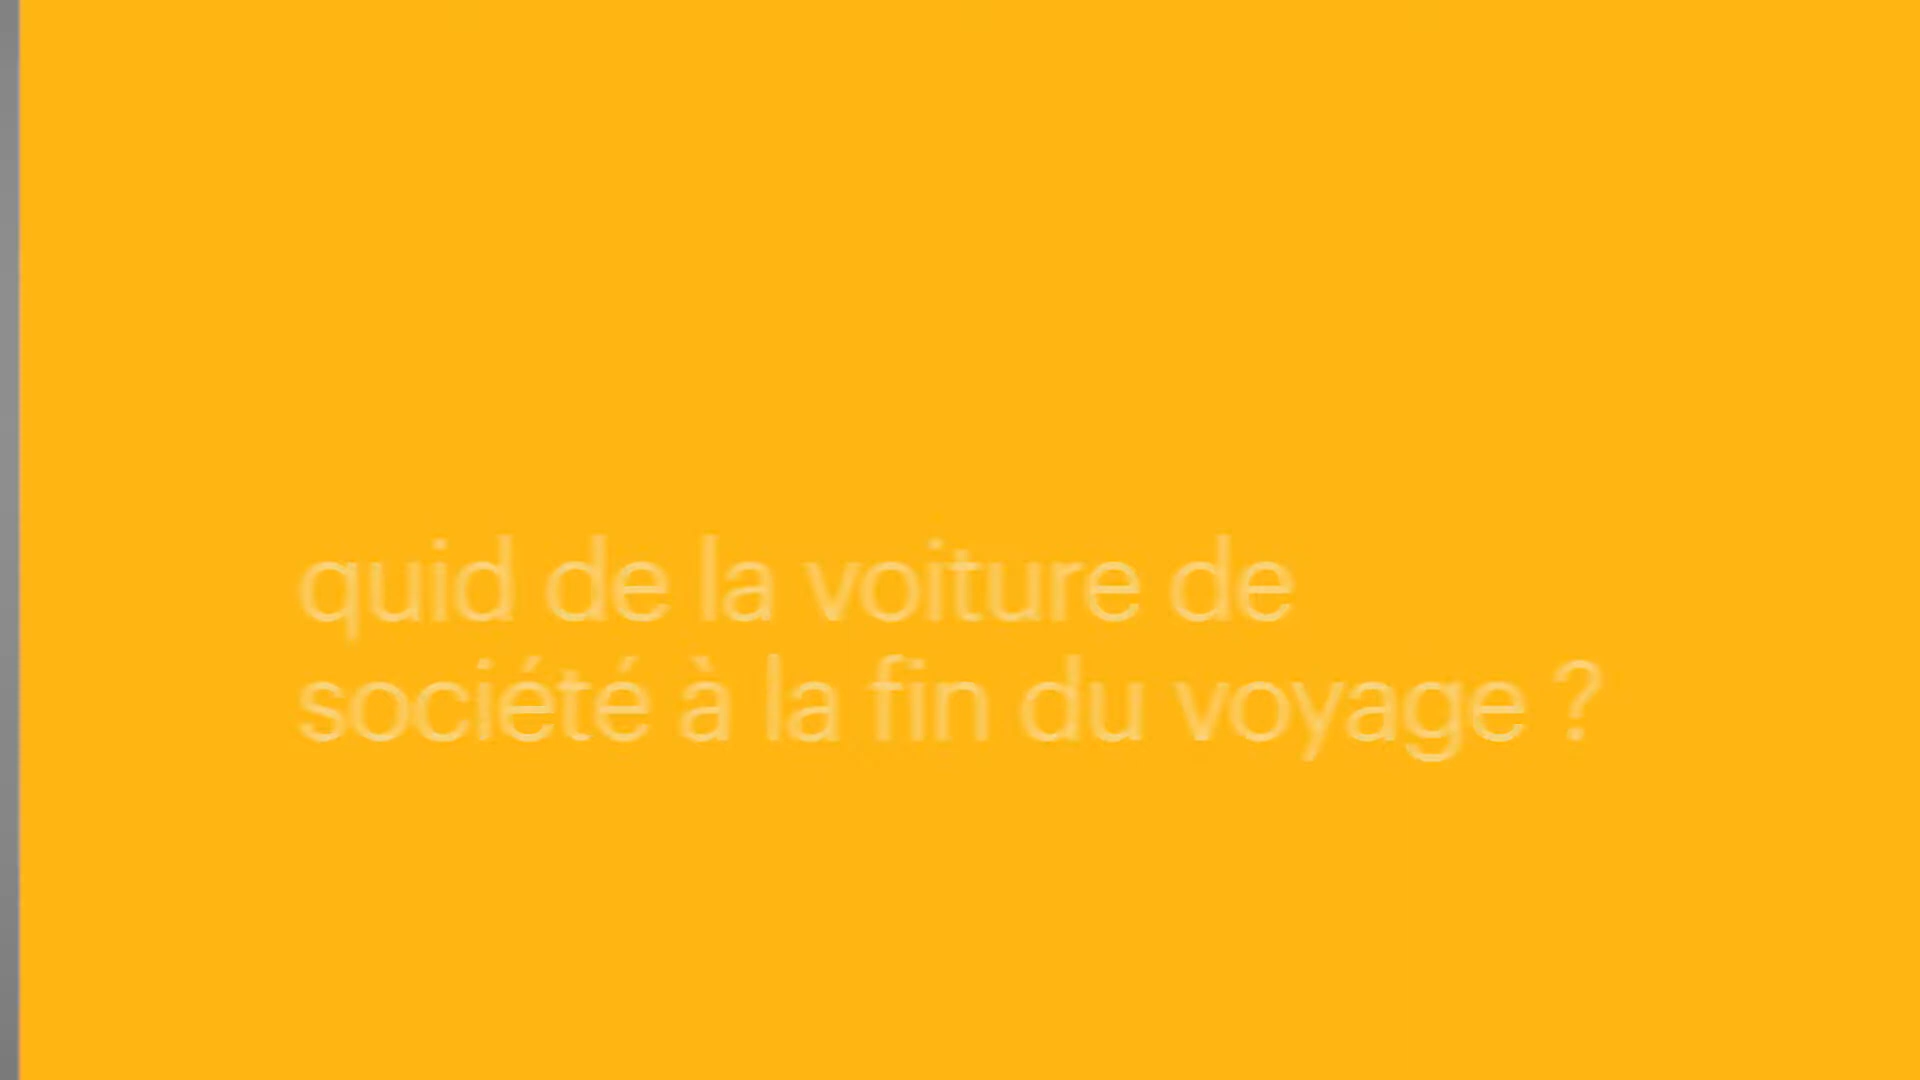 quid de la voiture de
société à la fin du voyage ?